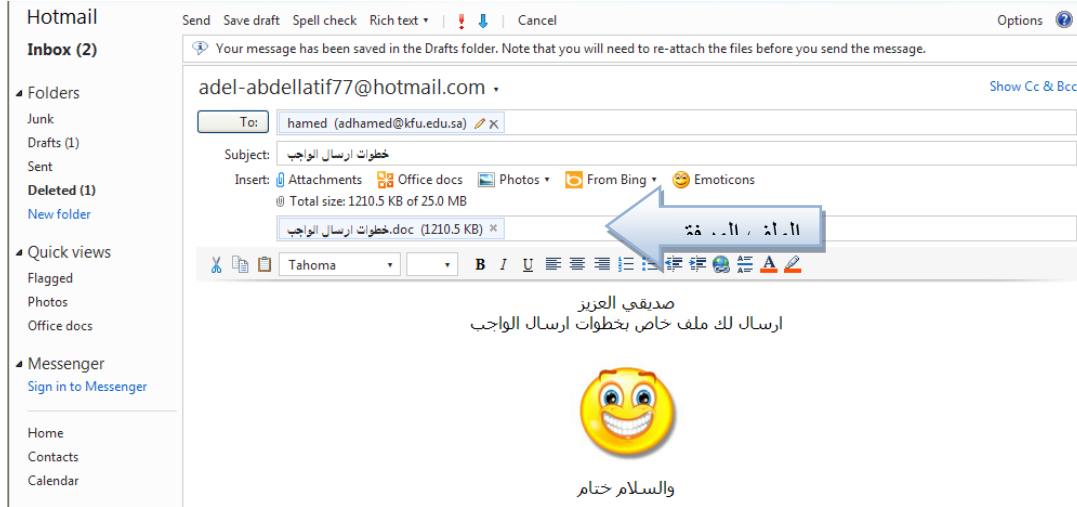 Hotmail
Inbox (2)
Folders
Junk
Drafts (1)
Sent
Deleted (1)
New folder
Quick views
Flagged
Photos
Office docs
Messenger
Sign in to Messenger
Home
Contacts
Calendar
Send Save draft Spell check Rich text Cancel Options
Your message has been saved in the Drafts folder. Note that you will need to re-attach the files before you send the message.
adel-abdellatif77@hotmail.com Show Cc & Bcc
To: hamed (adhamed@kfu.edu.sa)
Subject: خطوات ارسال الواجب
Insert: Attachments Office docs Photos From Bing Emoticons
Total size: 1210.5 KB of 25.0 MB
خطوات ارسال الواجب.doc (1210.5 KB)
الملف المرفق
Tahoma B I U A
صديقي العزيز
ارسال لك ملف خاص بخطوات ارسال الواجب
والسلام ختام